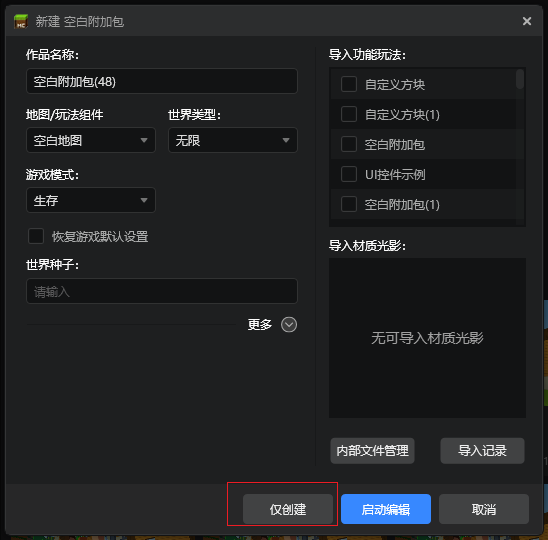 新建 空白附加包
作品名称：
空白附加包(48)
地图/玩法组件
世界类型：
空白地图
无限
游戏模式：
生存
恢复游戏默认设置
世界种子：
请输入
更多
导入功能玩法：
自定义方块
自定义方块(1)
空白附加包
UI控件示例
空白附加包(1)
导入材质光影：
无可导入材质光影
内部文件管理
导入记录
仅创建
启动编辑
取消